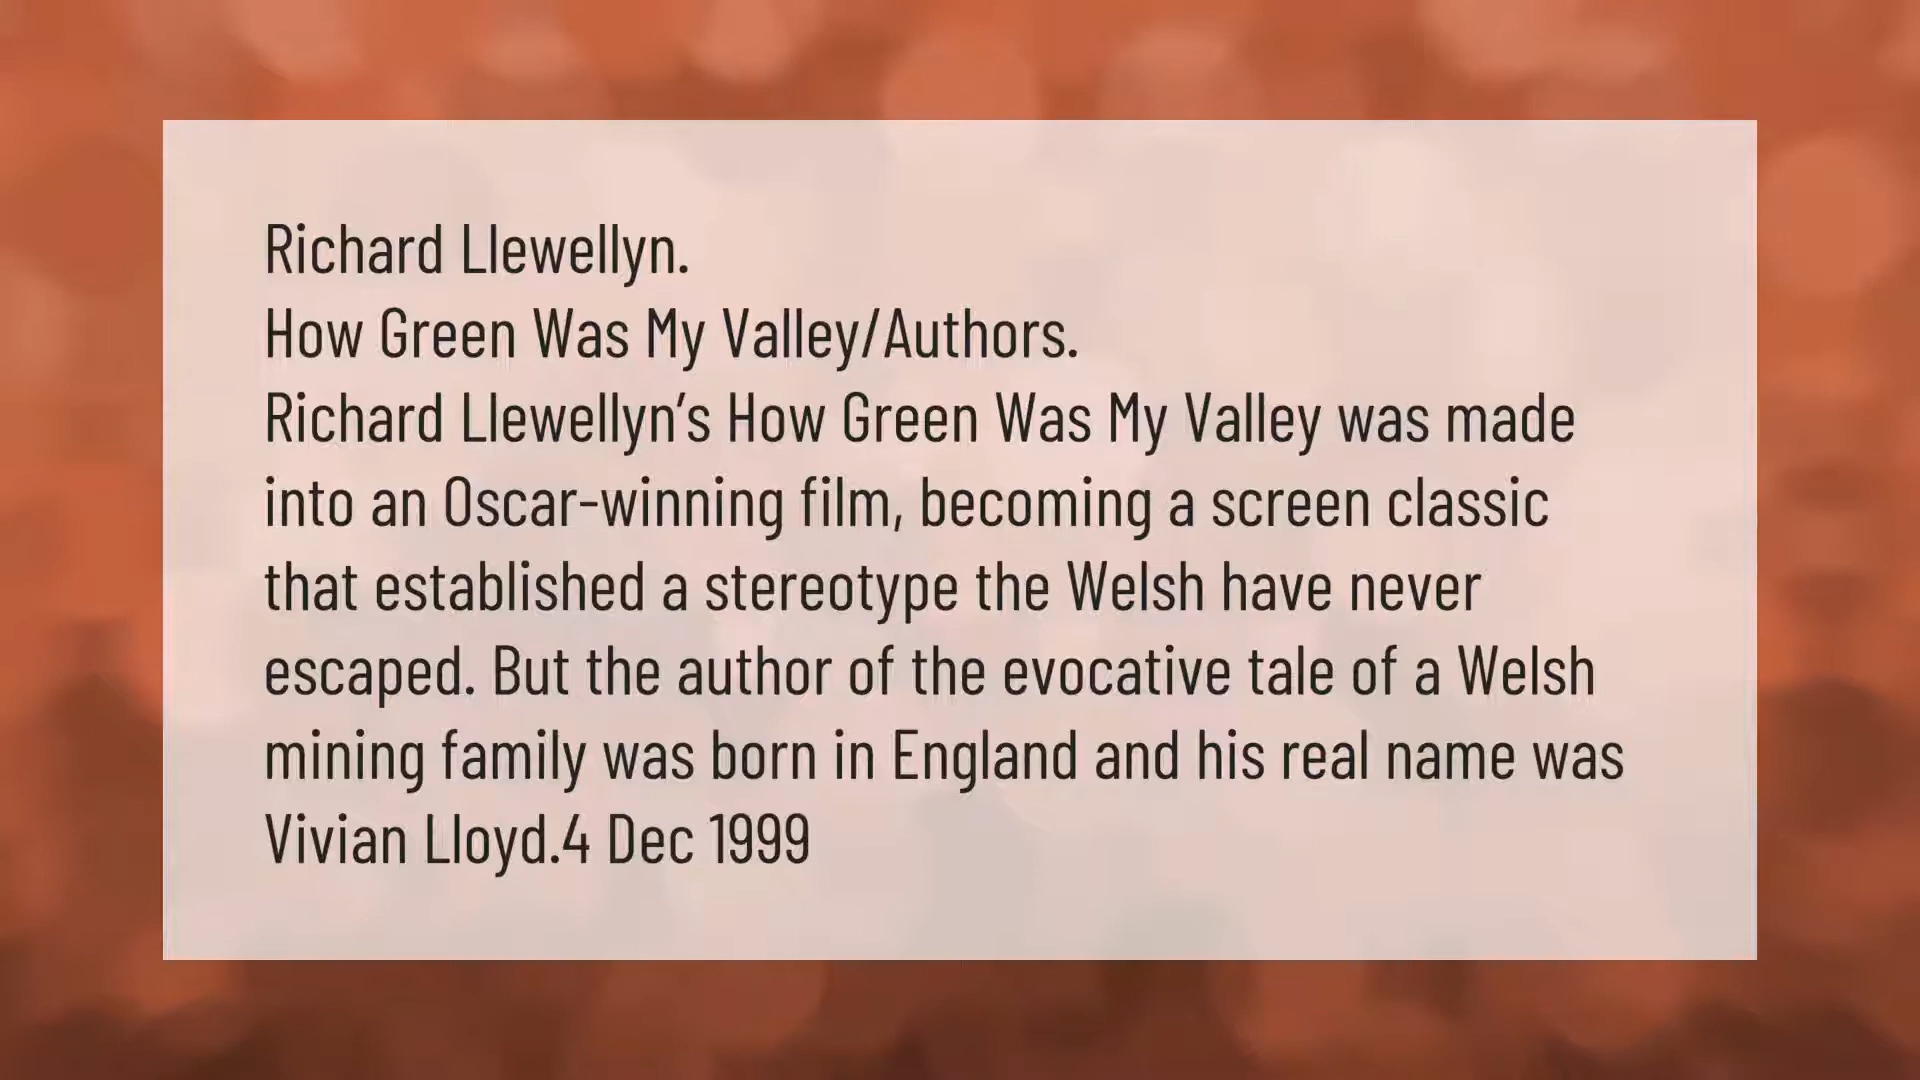 Richard Llewellyn.
How Green Was My Valley/Authors.
Richard Llewellyn’s How Green Was My Valley was made
into an Oscar-winning film, becoming a screen classic
that established a stereotype the Welsh have never
escaped. But the author of the evocative tale of a Welsh
mining family was born in England and his real name was
Vivian Lloyd.4 Dec 1999